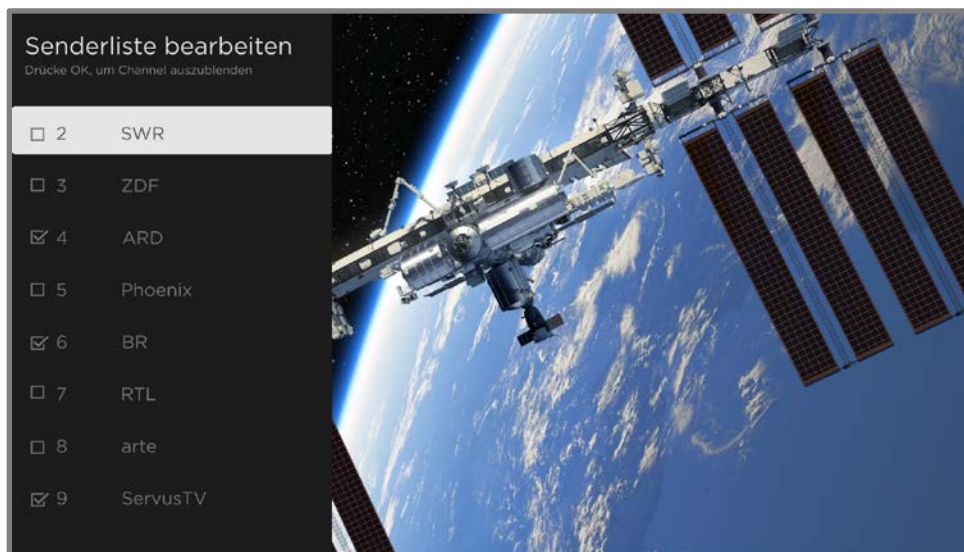 Senderliste bearbeiten
Drücke OK, um Channel auszublenden
2 SWR
3 ZDF
4 ARD
5 Phoenix
6 BR
7 RTL
8 arte
9 ServusTV